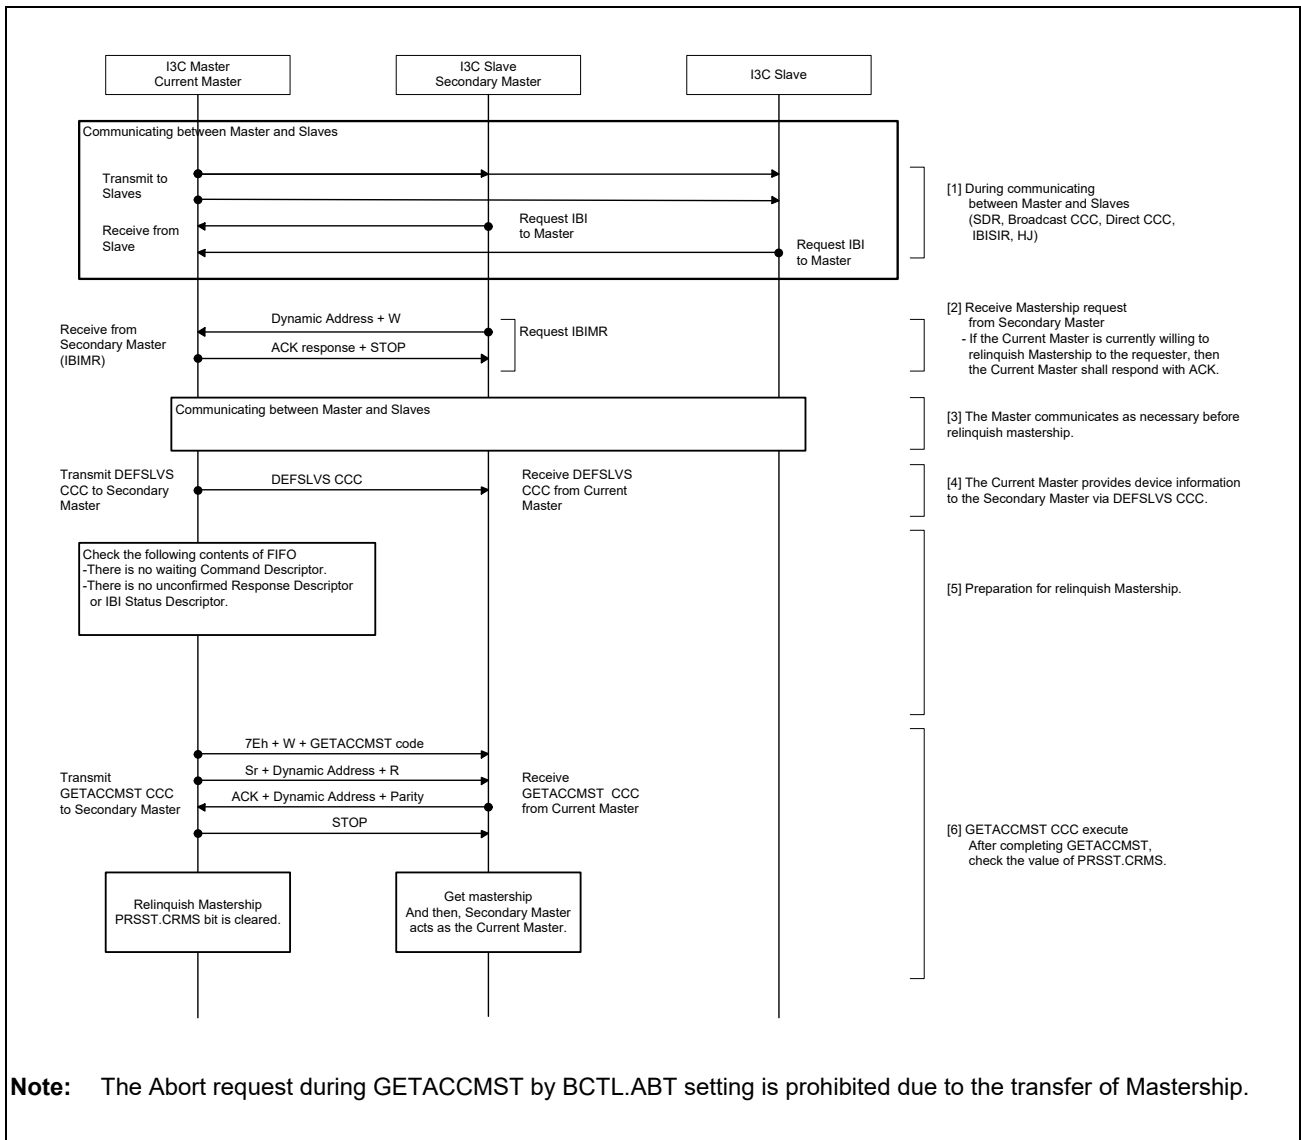 I3C Master
Current Master
I3C Slave
Secondary Master
I3C Slave
Communicating between Master and Slaves
Transmit to
Slaves
Receive from
Slave
Request IBI
to Master
Request IBI
to Master
[1] During communicating
between Master and Slaves
(SDR, Broadcast CCC, Direct CCC,
IBISIR, HJ)
Receive from
Secondary Master
(IBIMR)
Dynamic Address + W
ACK response + STOP
Request IBIMR
[2] Receive Mastership request
from Secondary Master
- If the Current Master is currently willing to
relinquish Mastership to the requester, then
the Current Master shall respond with ACK.
Communicating between Master and Slaves
[3] The Master communicates as necessary before
relinquish mastership.
Transmit DEFSLVS
CCC to Secondary
Master
DEFSLVS CCC
Receive DEFSLVS
CCC from Current
Master
[4] The Current Master provides device information
to the Secondary Master via DEFSLVS CCC.
Check the following contents of FIFO
-There is no waiting Command Descriptor.
-There is no unconfirmed Response Descriptor
or IBI Status Descriptor.
[5] Preparation for relinquish Mastership.
Transmit
GETACCMST CCC
to Secondary Master
7Eh + W + GETACCMST code
Sr + Dynamic Address + R
ACK + Dynamic Address + Parity
STOP
Receive
GETACCMST CCC
from Current Master
[6] GETACCMST CCC execute
After completing GETACCMST,
check the value of PRSST.CRMS.
Relinquish Mastership
PRSST.CRMS bit is cleared.
Get mastership
And then, Secondary Master
acts as the Current Master.
Note: The Abort request during GETACCMST by BCTL.ABT setting is prohibited due to the transfer of Mastership.